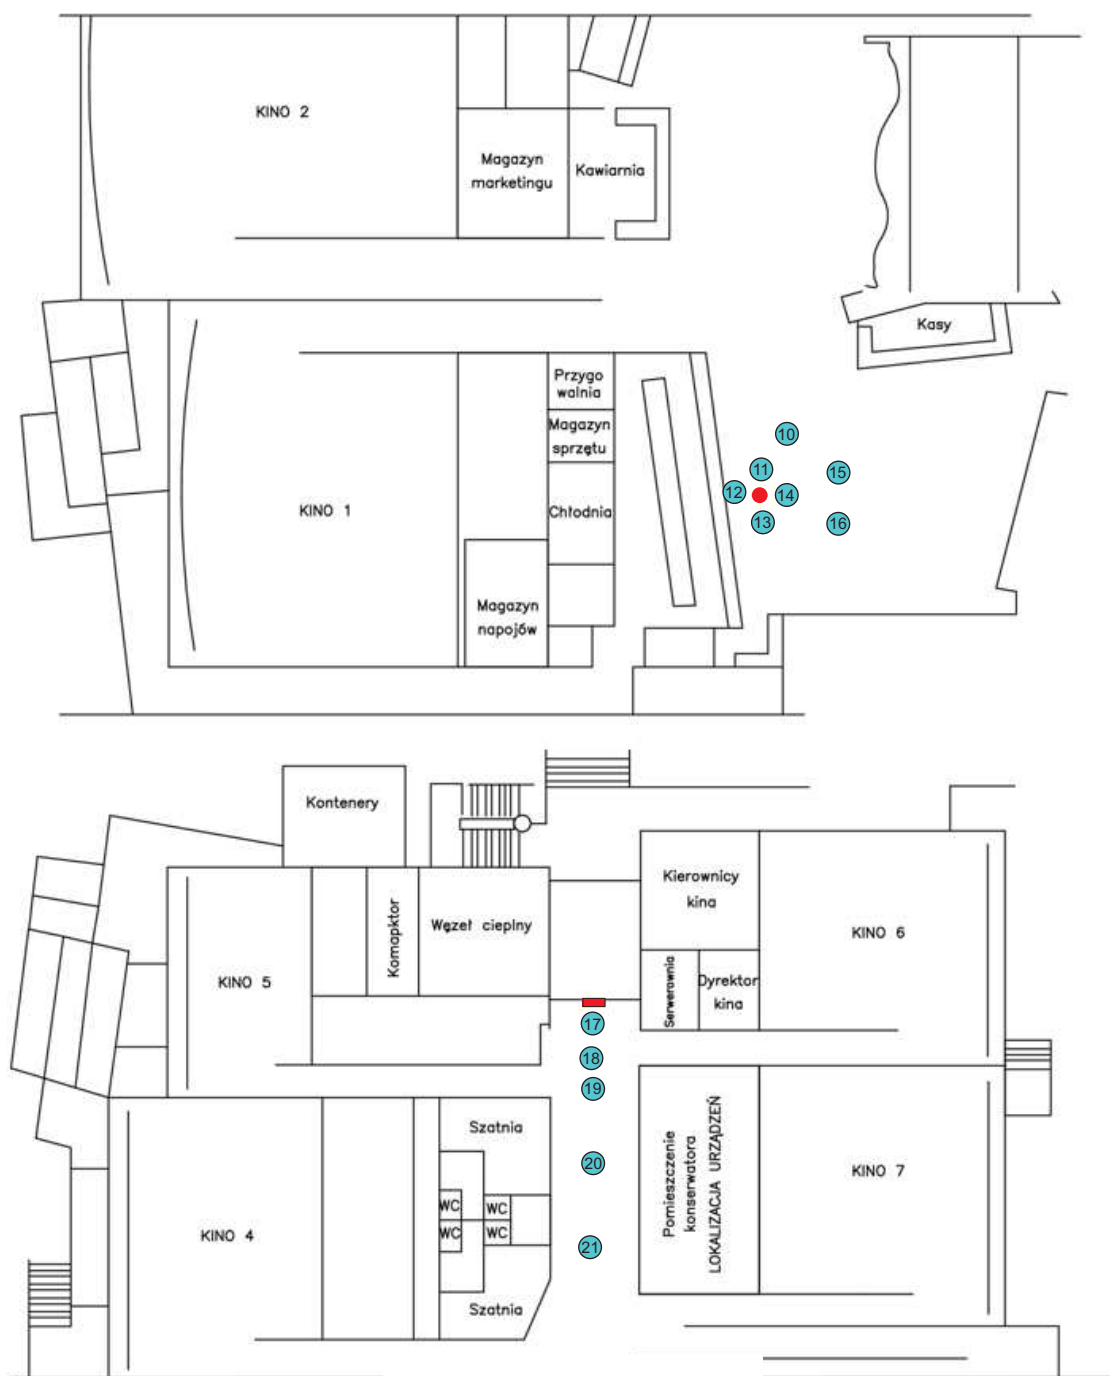 KINO 2
Magazyn
marketingu
Kawiarnia
Kasy
Przygo
walnia
Magazyn
sprzętu
Chłodnia
KINO 1
Magazyn
napojów
10
11
15
12
14
13
16
Kontenery
Komapktor
Węzeł cieplny
KINO 5
Kierownicy
kina
Serwerownia
Dyrektor
kina
KINO 6
17
18
19
20
21
Szatnia
WC
WC
WC
WC
Szatnia
KINO 4
Pomieszczenie
konserwatora
LOKALIZACJA URZĄDZEŃ
KINO 7